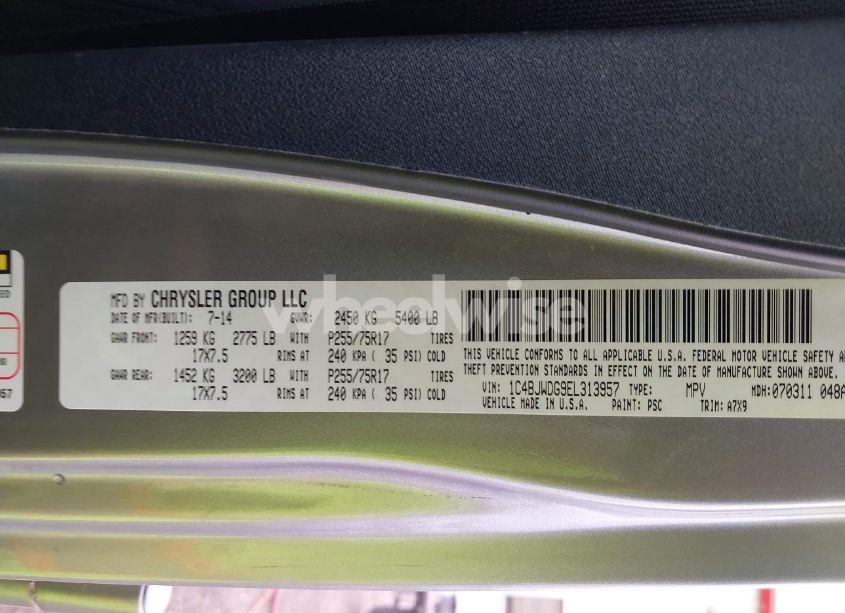 MFD BY CHRYSLER GROUP LLC
DATE OF MFR(BUILT): 7-14 GVWR: 2450 KG 5400 LB
GAWR FRONT: 1259 KG 2775 LB WITH P255/75R17 TIRES
17X7.5 RIMS AT 240 KPA ( 35 PSI) COLD
GAWR REAR: 1452 KG 3200 LB WITH P255/75R17 TIRES
17X7.5 RIMS AT 240 KPA ( 35 PSI) COLD
THIS VEHICLE CONFORMS TO ALL APPLICABLE U.S.A. FEDERAL MOTOR VEHICLE SAFETY
THEFT PREVENTION STANDARDS IN EFFECT ON THE DATE OF MANUFACTURE SHOWN ABOVE.
VIN: 1C4BJWDG9EL313957 TYPE: MPV MDH: 070311 048A
VEHICLE MADE IN U.S.A. PAINT: PSC TRIM: A7X9
wheelwise